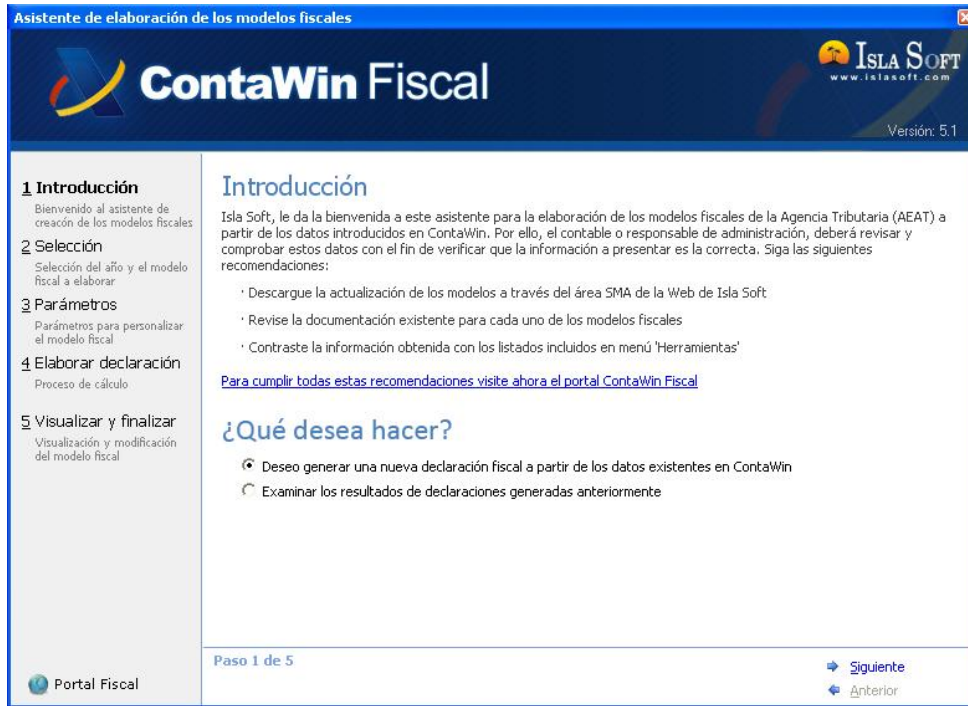 Asistente de elaboración de los modelos fiscales
ContaWin Fiscal
Isla Soft
www.islasoft.com
Versión: 5.1
1 Introducción
Bienvenido al asistente de
creacón de los modelos fiscales
2 Selección
Selección del año y el modelo
fiscal a elaborar
3 Parámetros
Parámetros para personalizar
el modelo fiscal
4 Elaborar declaración
Proceso de cálculo
5 Visualizar y finalizar
Visualización y modificación
del modelo fiscal
Portal Fiscal
Introducción
Isla Soft, le da la bienvenida a este asistente para la elaboración de los modelos fiscales de la Agencia Tributaria (AEAT) a
partir de los datos introducidos en ContaWin. Por ello, el contable o responsable de administración, deberá revisar y
comprobar estos datos con el fin de verificar que la información a presentar es la correcta. Siga las siguientes
recomendaciones:
· Descargue la actualización de los modelos a través del área SMA de la Web de Isla Soft
· Revise la documentación existente para cada uno de los modelos fiscales
· Contraste la información obtenida con los listados incluidos en menú 'Herramientas'
Para cumplir todas estas recomendaciones visite ahora el portal ContaWin Fiscal
¿Qué desea hacer?
Deseo generar una nueva declaración fiscal a partir de los datos existentes en ContaWin
Examinar los resultados de declaraciones generadas anteriormente
Paso 1 de 5
Siguiente
Anterior